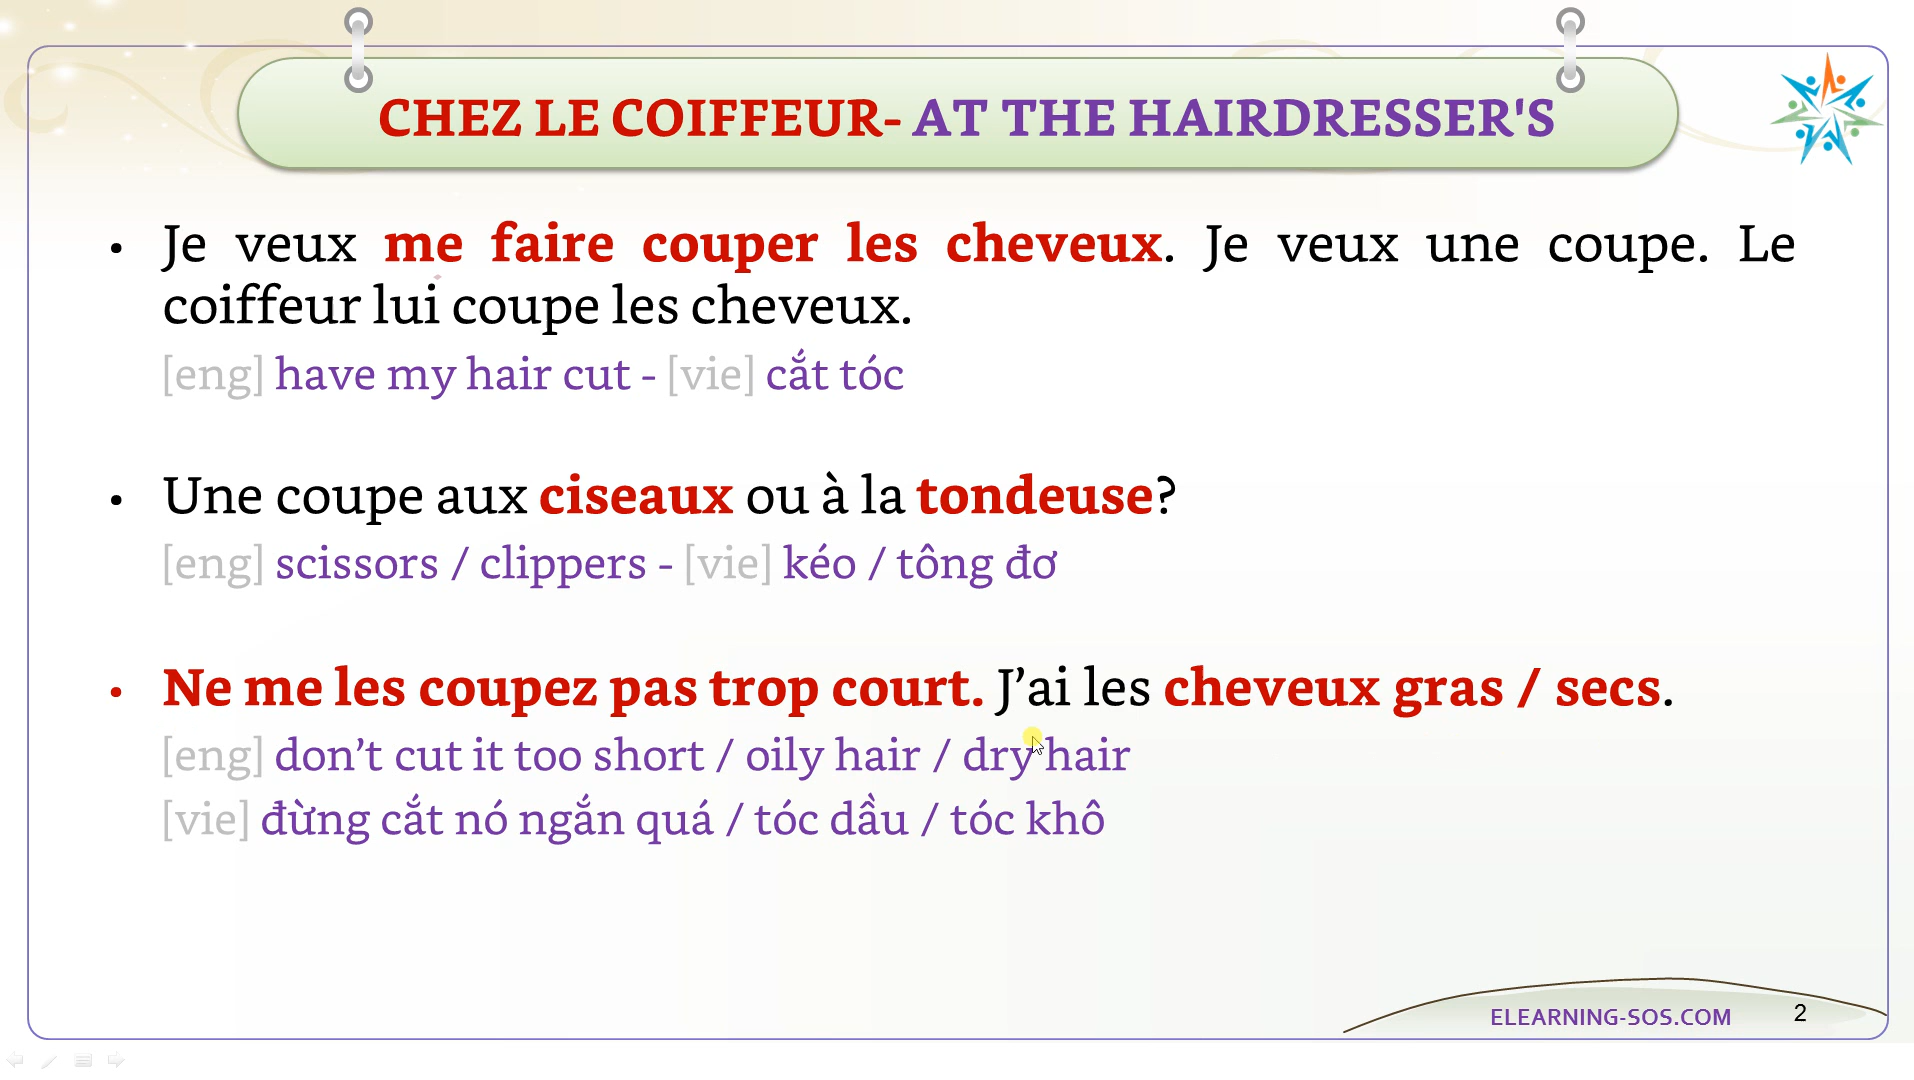 CHEZ LE COIFFEUR- AT THE HAIRDRESSER'S
• Je veux me faire couper les cheveux. Je veux une coupe. Le
coiffeur lui coupe les cheveux.
[eng] have my hair cut - [vie] cắt tóc
• Une coupe aux ciseaux ou à la tondeuse?
[eng] scissors / clippers - [vie] kéo / tông đơ
• Ne me les coupez pas trop court. J’ai les cheveux gras / secs.
[eng] don’t cut it too short / oily hair / dry hair
[vie] đừng cắt nó ngắn quá / tóc dầu / tóc khô
ELEARNING-SOS.COM 2